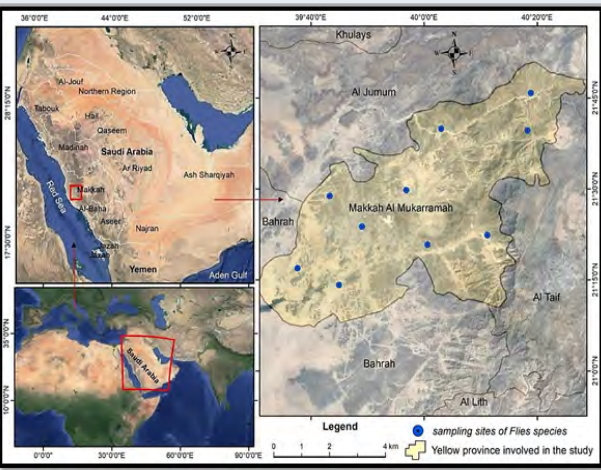 36°0'0"E 44°0'0"E 52°0'0"E
28°15'0"N
17°30'0"N
Al-Jouf
Northern Region
Tabouk
Hail
Qaseem
Madinah
Saudi Arabia
Ar Riyad
Ash Sharqiyah
Makkah
Red Sea
Al-Baha
Aseer
Najran
Jazan
Yemen
Aden Gulf
35°0'0"N
10°0'0"N
Saudi Arabia
0°0'0" 30°0'0"E 60°0'0"E 90°0'0"E
39°40'0"E 40°0'0"E 40°20'0"E
Khulays
Al Jumum
Makkah Al Mukarramah
Bahrah
Al Taif
Bahrah
Al Lith
21°45'0"N
21°15'0"N
21°0'0"N
Legend
0 2 4 km
sampling sites of Flies species
Yellow province involved in the study